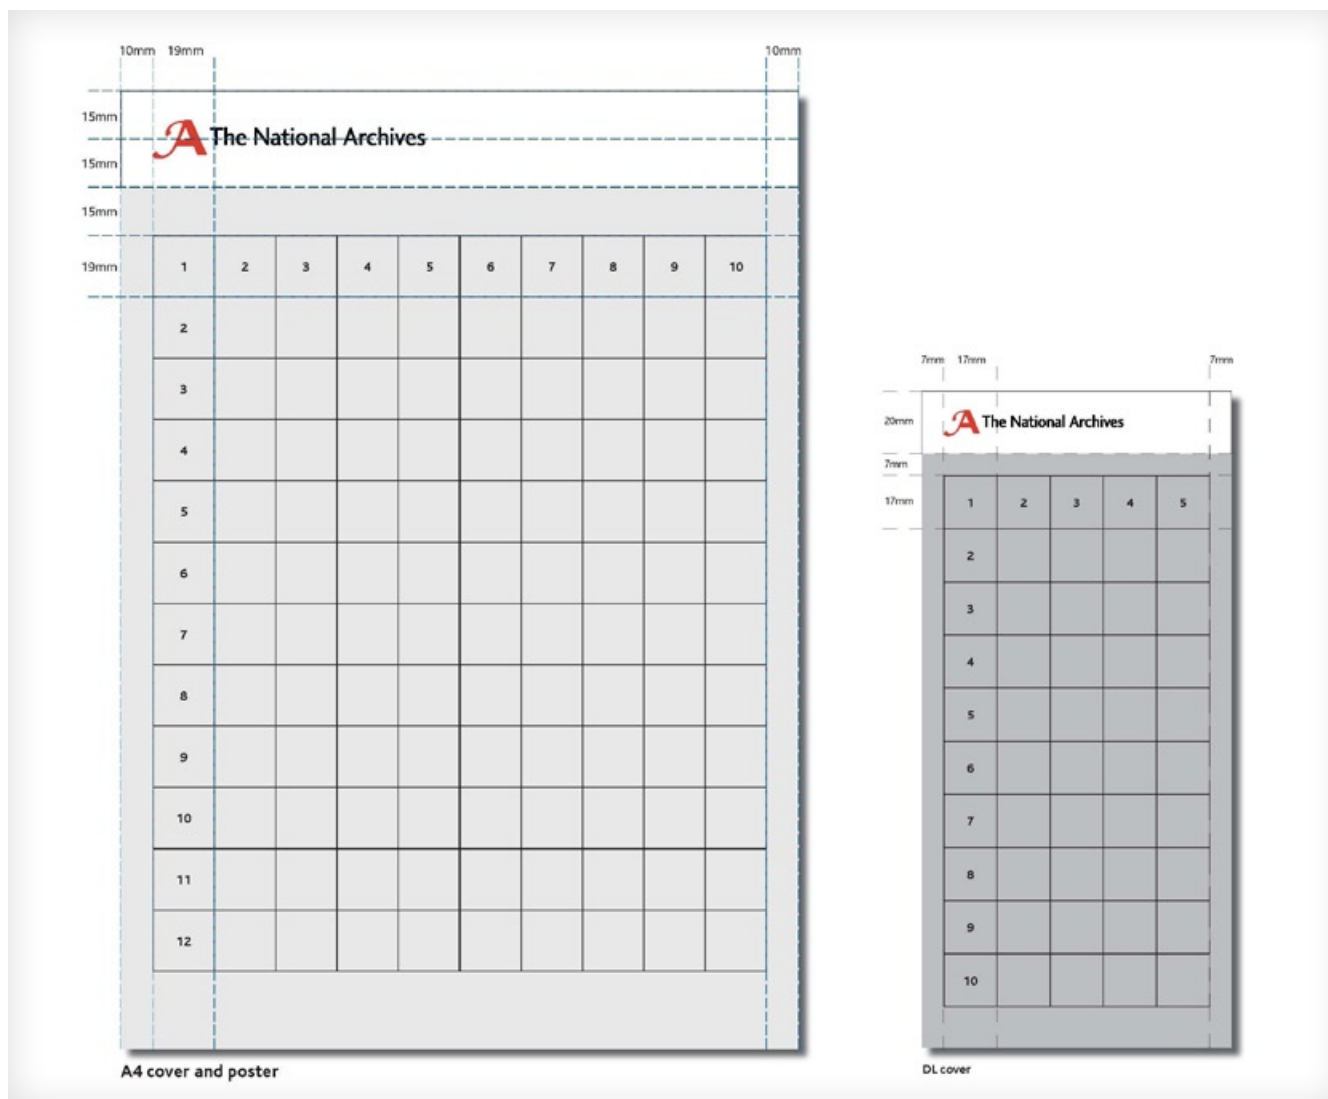 10mm 19mm 10mm
15mm
The National Archives
15mm
15mm
19mm
1 2 3 4 5 6 7 8 9 10
2
3
4
5
6
7
8
9
10
11
12
A4 cover and poster
7mm 17mm 7mm
20mm
The National Archives
7mm
17mm
1 2 3 4 5
2
3
4
5
6
7
8
9
10
DL cover